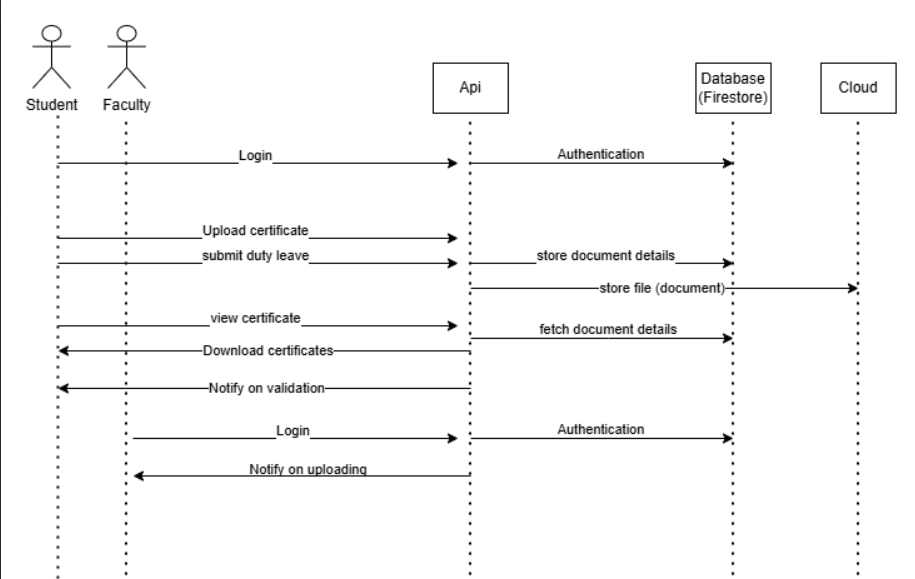 Student
Faculty
Api
Database
(Firestore)
Cloud
Login
Authentication
Upload certificate
submit duty leave
store document details
store file (document)
view certificate
fetch document details
Download certificates
Notify on validation
Login
Authentication
Notify on uploading